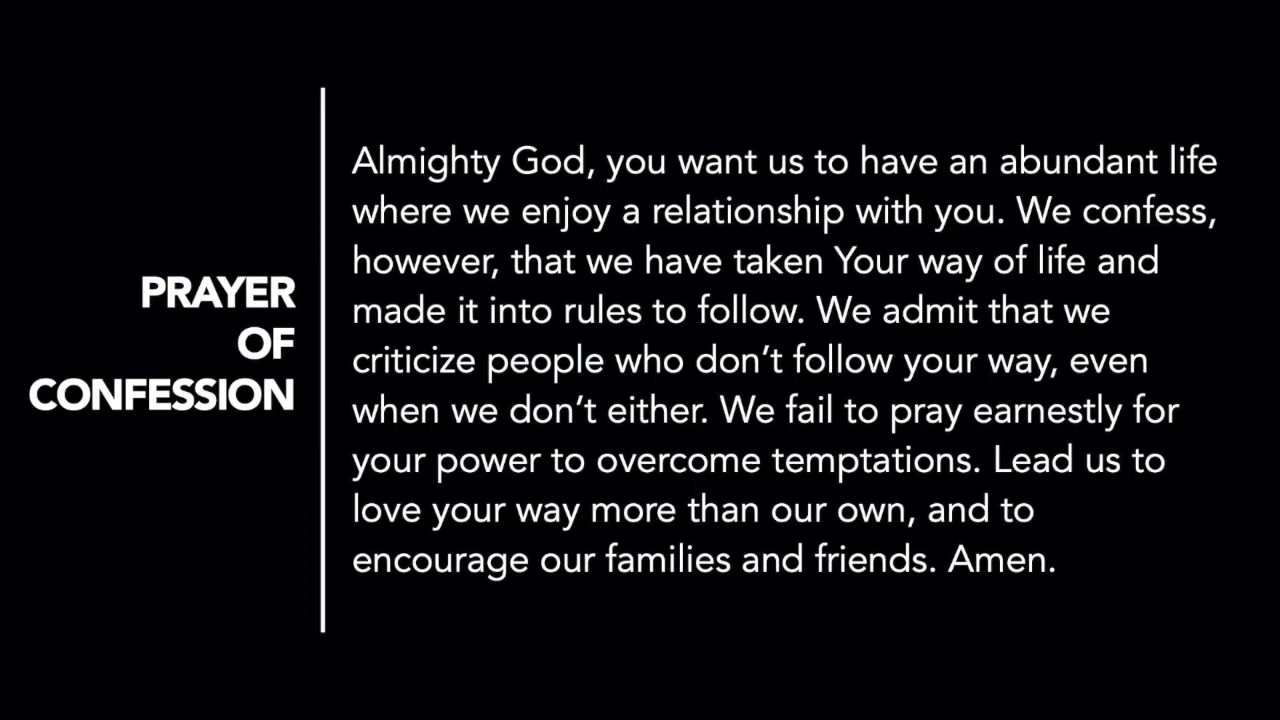 PRAYER
OF
CONFESSION
Almighty God, you want us to have an abundant life
where we enjoy a relationship with you. We confess,
however, that we have taken Your way of life and
made it into rules to follow. We admit that we
criticize people who don’t follow your way, even
when we don’t either. We fail to pray earnestly for
your power to overcome temptations. Lead us to
love your way more than our own, and to
encourage our families and friends. Amen.